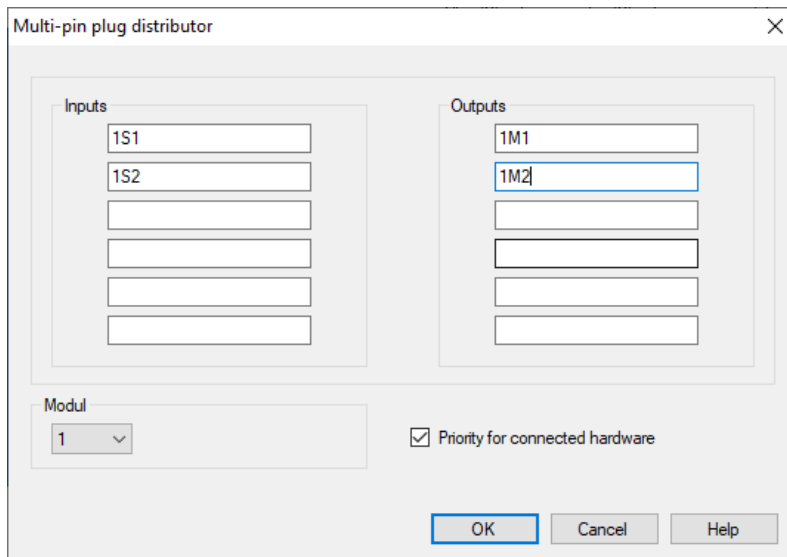 Multi-pin plug distributor
Inputs
1S1
1S2
Outputs
1M1
1M2
Modul
1
Priority for connected hardware
OK
Cancel
Help